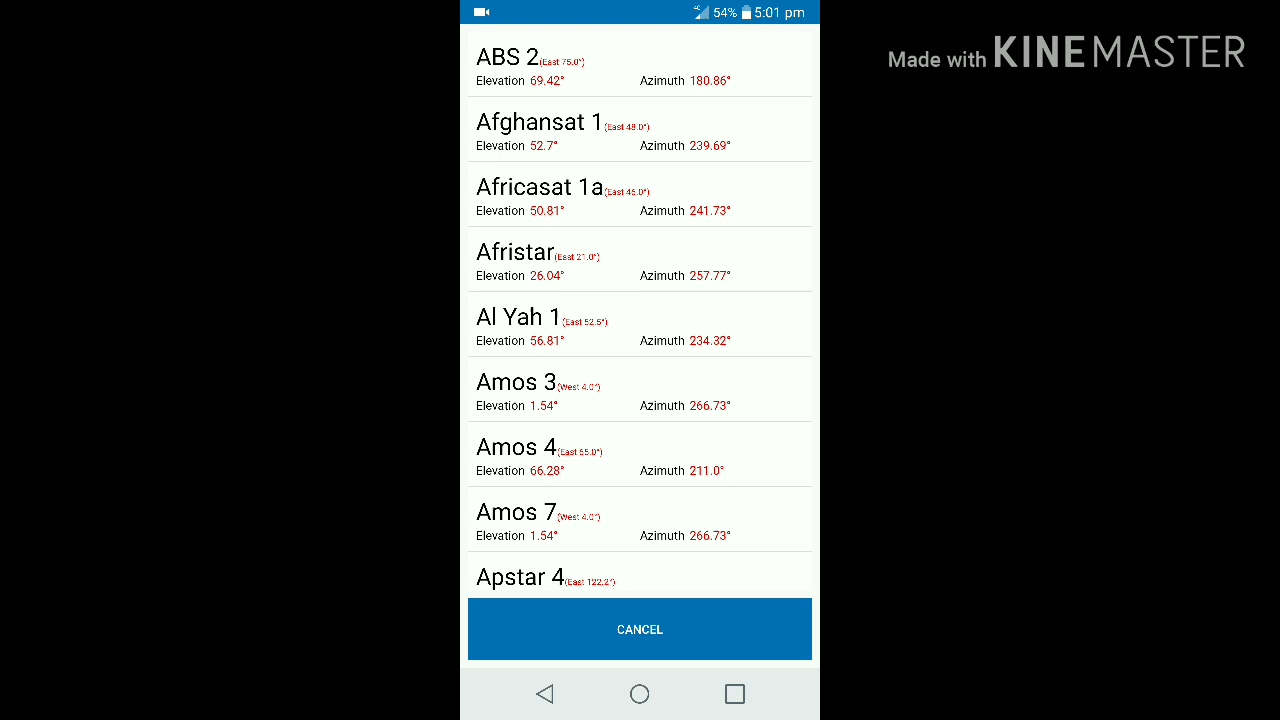 4G 54% 5:01 pm
Made with KINEMASTER
ABS 2(East 75.0°)
Elevation 69.42° Azimuth 180.86°
Afghansat 1(East 48.0°)
Elevation 52.7° Azimuth 239.69°
Africasat 1a(East 46.0°)
Elevation 50.81° Azimuth 241.73°
Afristar(East 21.0°)
Elevation 26.04° Azimuth 257.77°
Al Yah 1(East 52.5°)
Elevation 56.81° Azimuth 234.32°
Amos 3(West 4.0°)
Elevation 1.54° Azimuth 266.73°
Amos 4(East 65.0°)
Elevation 66.28° Azimuth 211.0°
Amos 7(West 4.0°)
Elevation 1.54° Azimuth 266.73°
Apstar 4(East 122.2°)
CANCEL